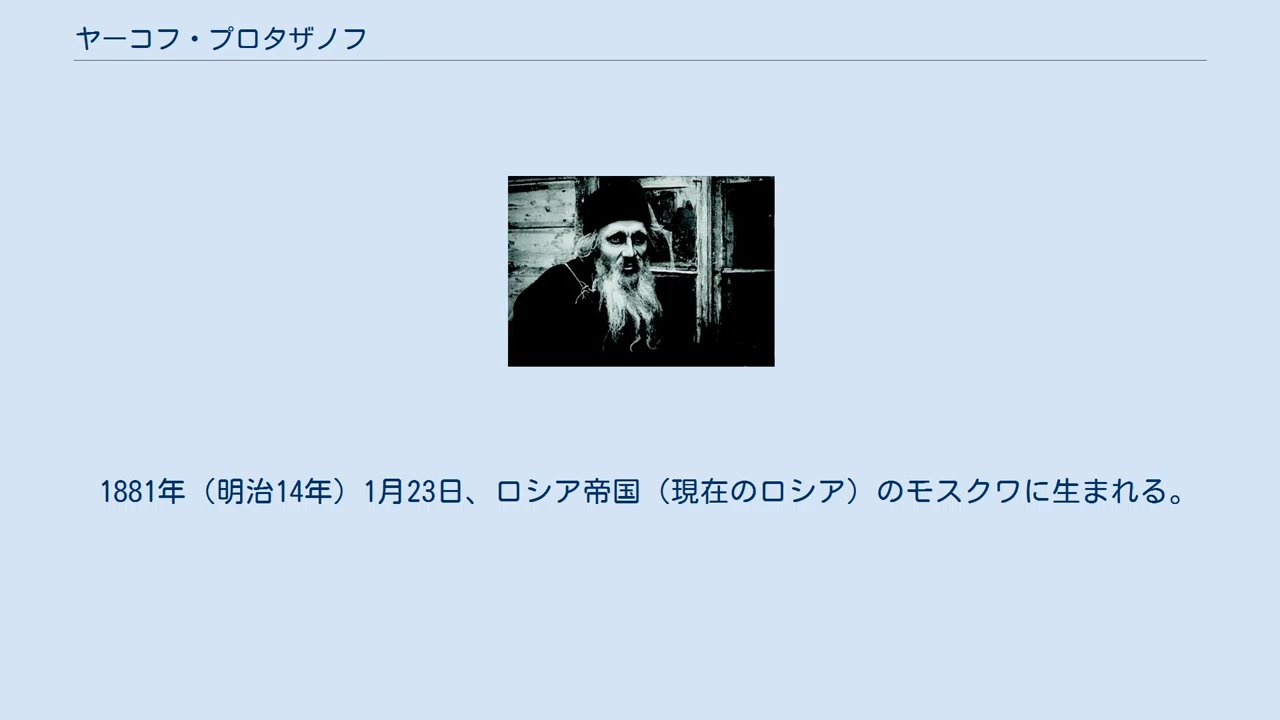 ヤーコフ・プロタザノフ
1881年（明治14年）1月23日、ロシア帝国（現在のロシア）のモスクワに生まれる。